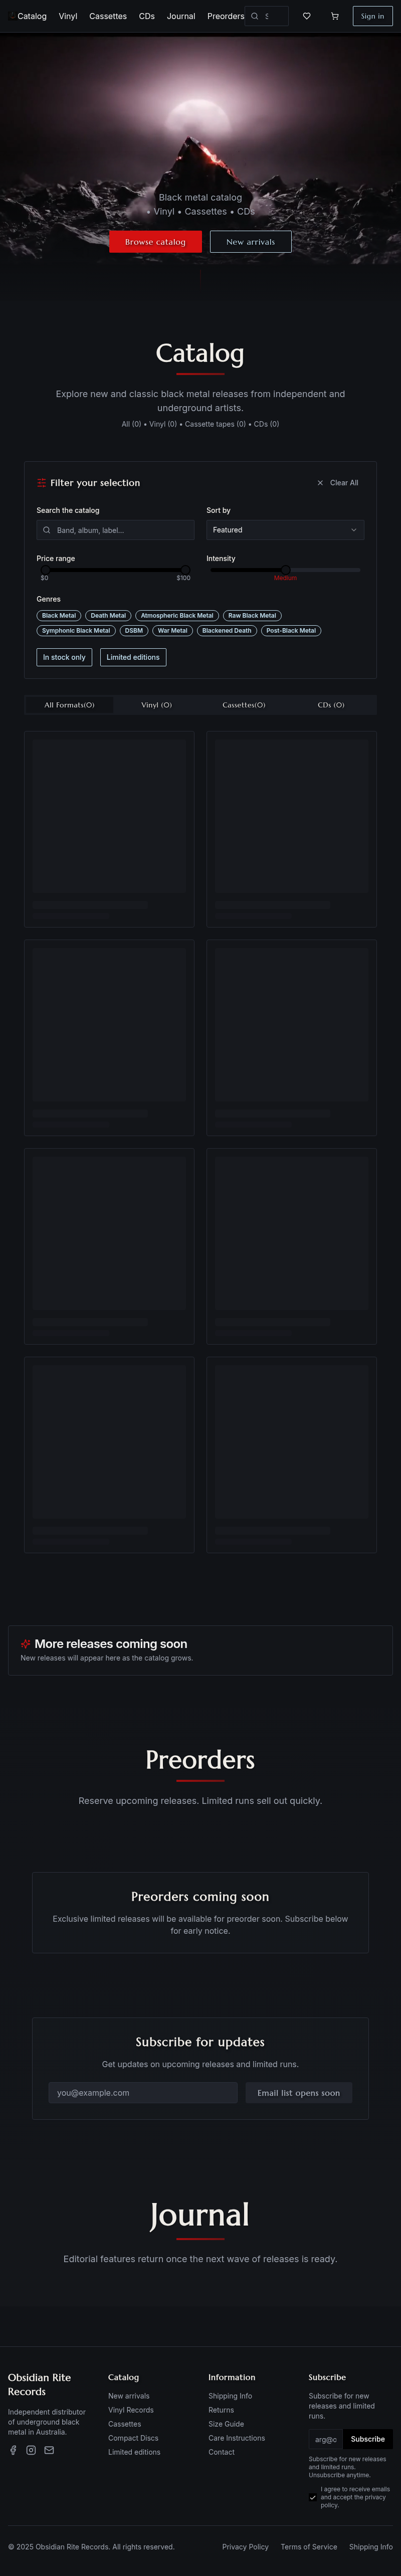 Catalog Vinyl Cassettes CDs Journal Preorders S Sign in
Black metal catalog
• Vinyl • Cassettes • CDs
Browse catalog New arrivals
Catalog
Explore new and classic black metal releases from independent and
underground artists.
All (0) • Vinyl (0) • Cassette tapes (0) • CDs (0)
Filter your selection Clear All
Search the catalog Sort by
Band, album, label... Featured
Price range Intensity
$0 $100 Medium
Genres
Black Metal Death Metal Atmospheric Black Metal Raw Black Metal
Symphonic Black Metal DSBM War Metal Blackened Death Post-Black Metal
In stock only Limited editions
All Formats(0) Vinyl (0) Cassettes(0) CDs (0)
More releases coming soon
New releases will appear here as the catalog grows.
Preorders
Reserve upcoming releases. Limited runs sell out quickly.
Preorders coming soon
Exclusive limited releases will be available for preorder soon. Subscribe below
for early notice.
Subscribe for updates
Get updates on upcoming releases and limited runs.
you@example.com Email list opens soon
Journal
Editorial features return once the next wave of releases is ready.
Obsidian Rite
Records
Independent distributor
of underground black
metal in Australia.
Catalog
New arrivals
Vinyl Records
Cassettes
Compact Discs
Limited editions
Information
Shipping Info
Returns
Size Guide
Care Instructions
Contact
Subscribe
Subscribe for new
releases and limited
runs.
arg@o Subscribe
Subscribe for new releases
and limited runs.
Unsubscribe anytime.
I agree to receive emails
and accept the privacy
policy.
© 2025 Obsidian Rite Records. All rights reserved. Privacy Policy Terms of Service Shipping Info